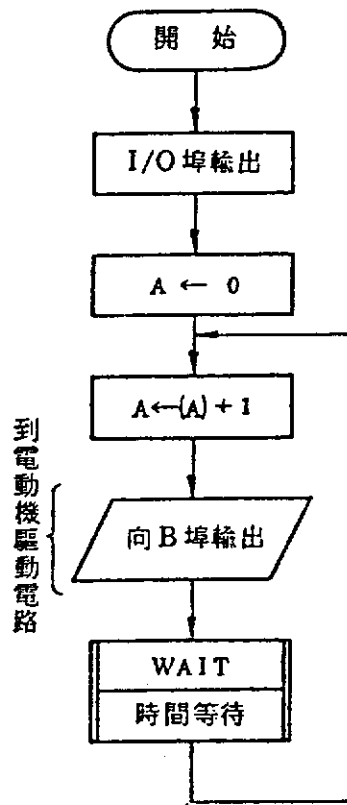 開 始
I/O埠輸出
A ← 0
A←(A)+1
到電動機驅動電路
向B埠輸出
WAIT
時間等待